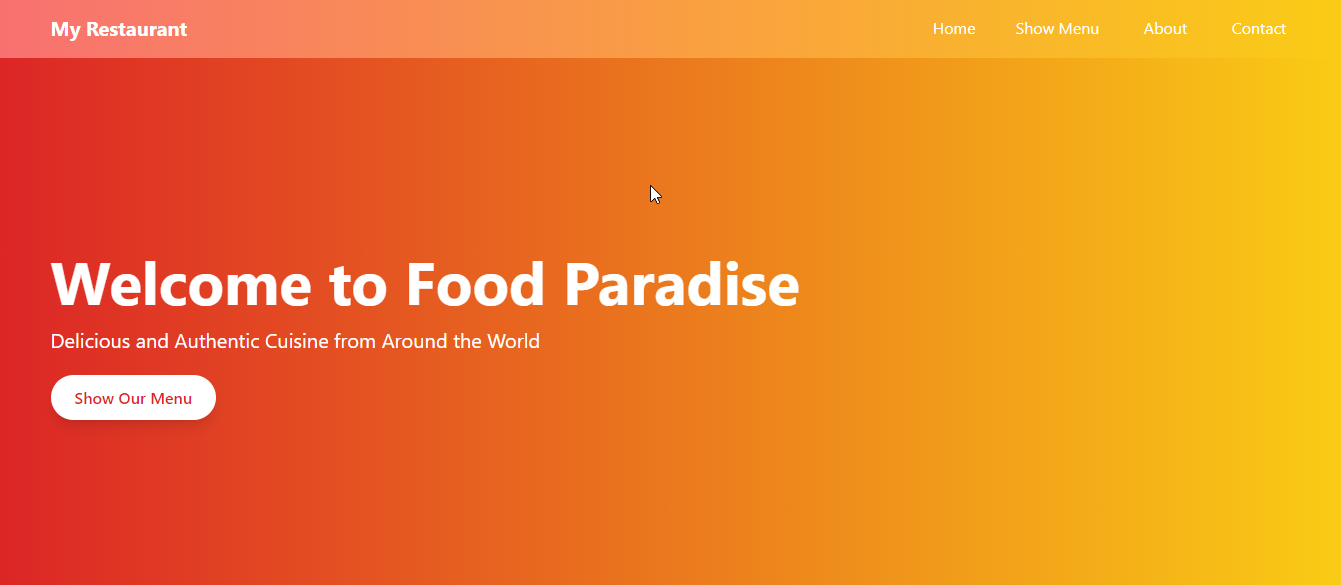 My Restaurant
Home Show Menu About Contact
Welcome to Food Paradise
Delicious and Authentic Cuisine from Around the World
Show Our Menu